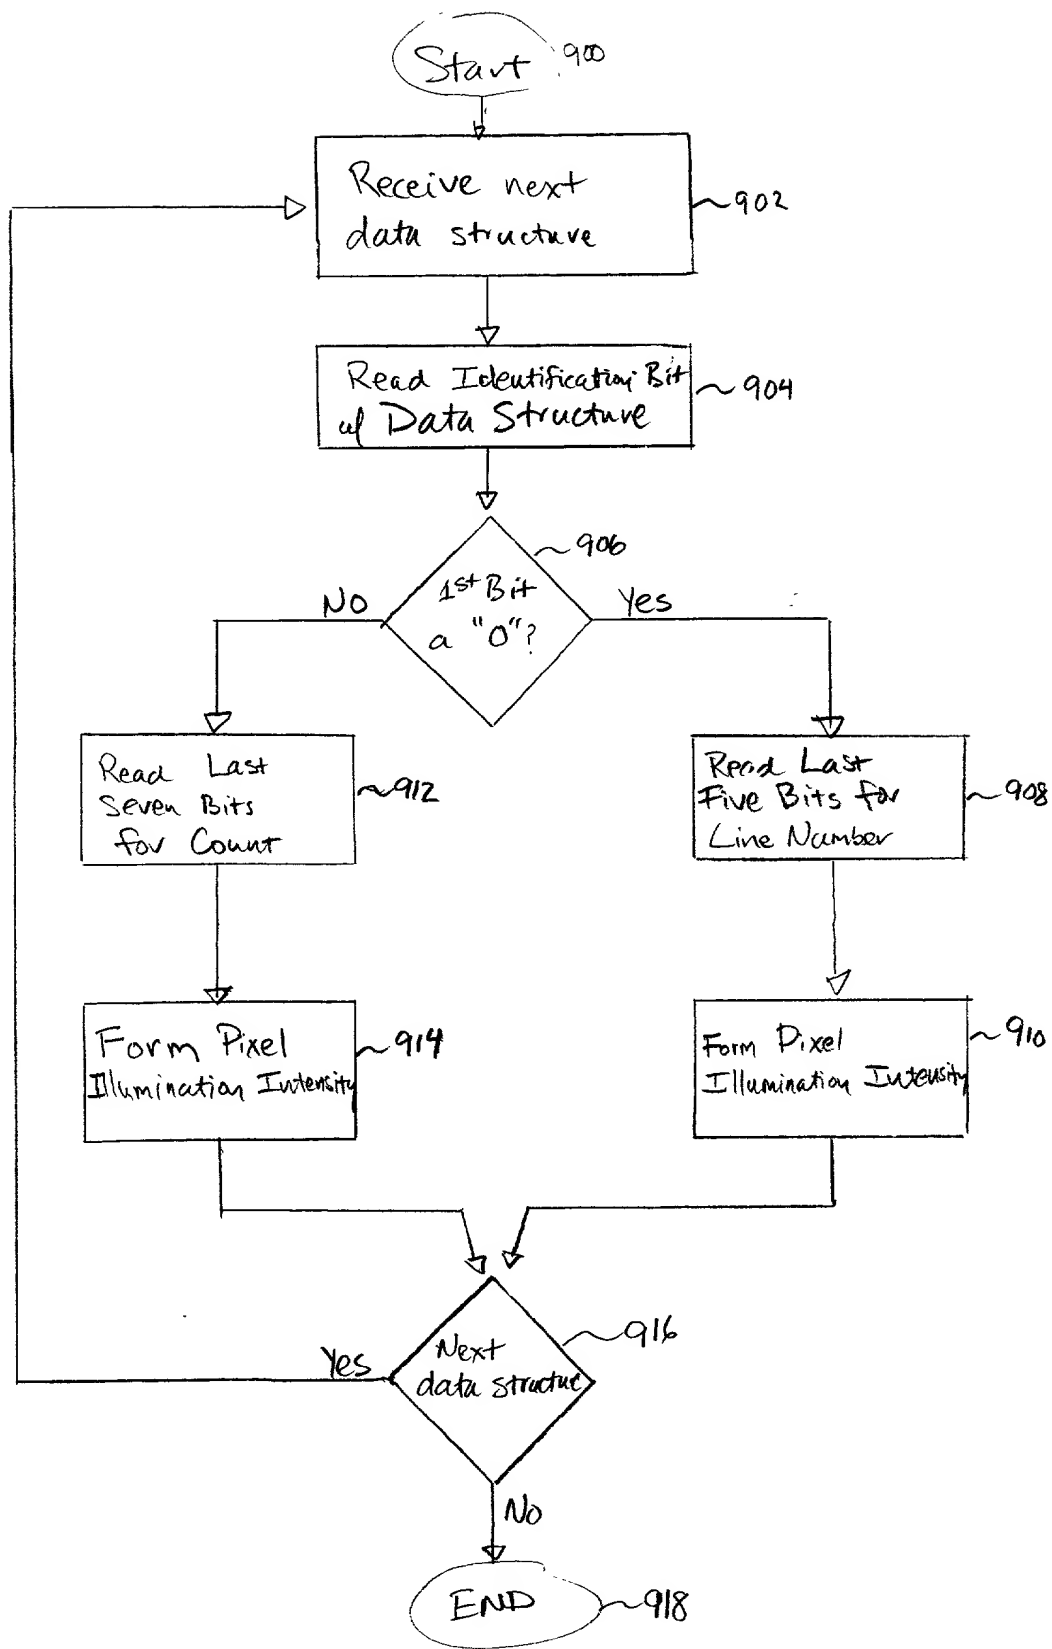 Start 900
Receive next
data structure
902
Read Identification Bit
w/ Data Structure
904
906
1st Bit
a "0"?
No
Yes
Read Last
Seven Bits
for Count
912
Read Last
Five Bits for
Line Number
908
Form Pixel
Illumination Intensity
914
Form Pixel
Illumination Intensity
910
916
Next
data structue
Yes
No
END
918